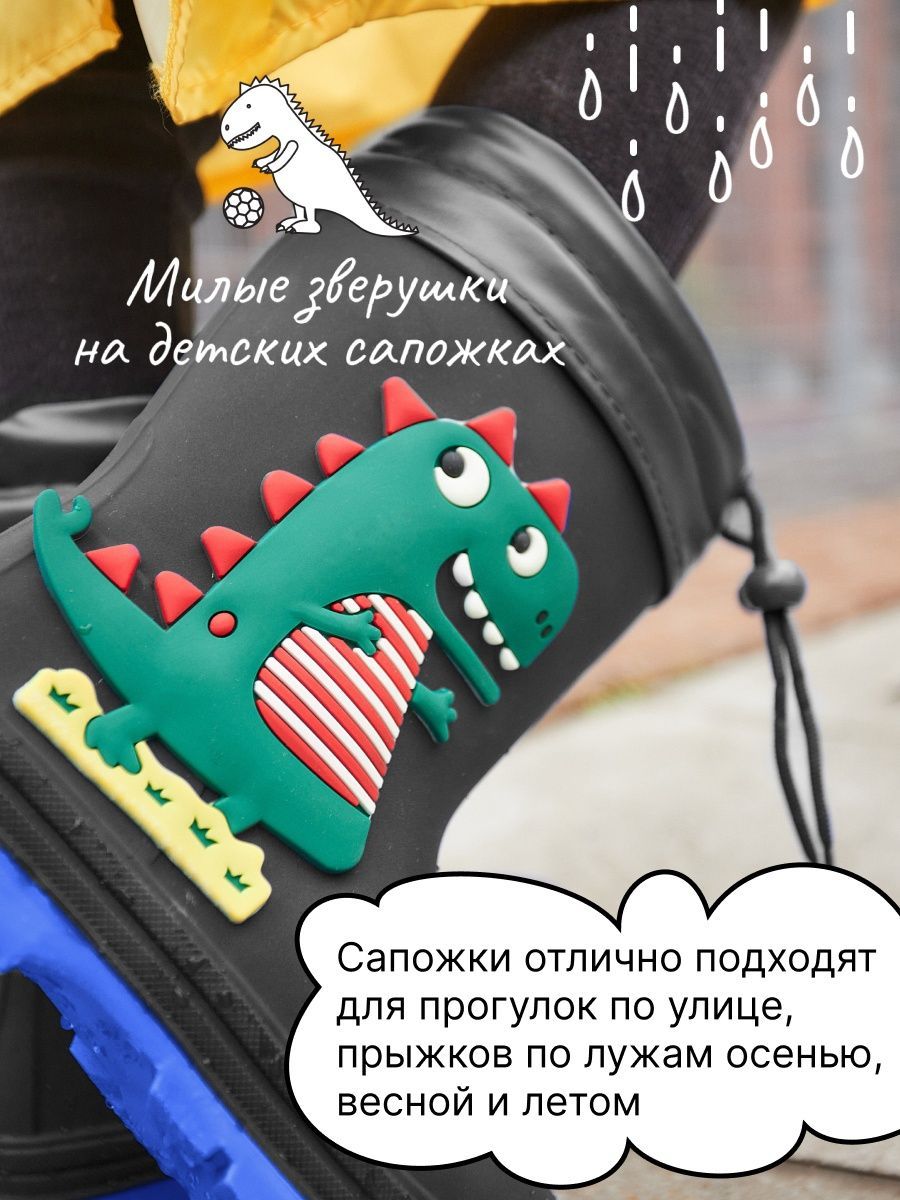 Милые зверушки
на детских сапожках
Сапожки отлично подходят
для прогулок по улице,
прыжков по лужам осенью,
весной и летом